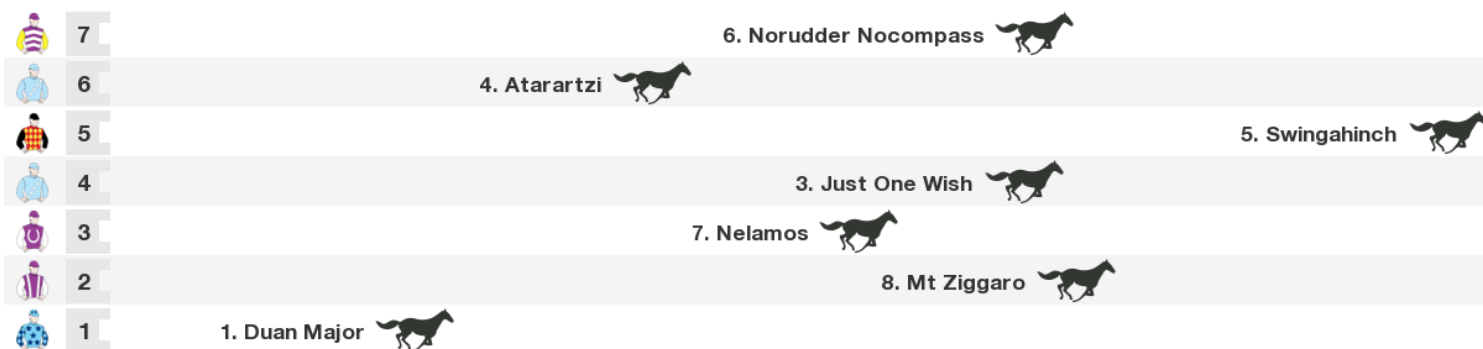 7 6. Norudder Nocompass
6 4. Atarartzi
5 5. Swingahinch
4 3. Just One Wish
3 7. Nelamos
2 8. Mt Ziggaro
1 1. Duan Major